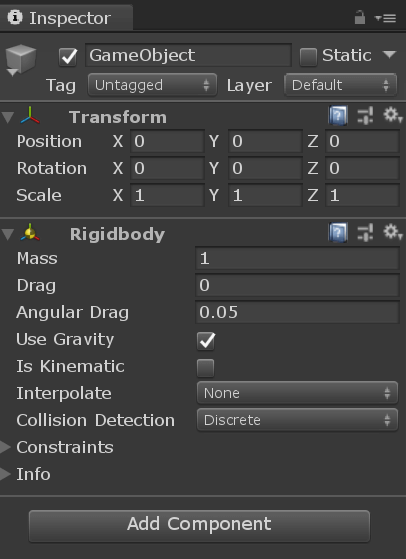 Inspector
GameObject Static
Tag Untagged Layer Default
Transform
Position X 0 Y 0 Z 0
Rotation X 0 Y 0 Z 0
Scale X 1 Y 1 Z 1
Rigidbody
Mass 1
Drag 0
Angular Drag 0.05
Use Gravity
Is Kinematic
Interpolate None
Collision Detection Discrete
Constraints
Info
Add Component